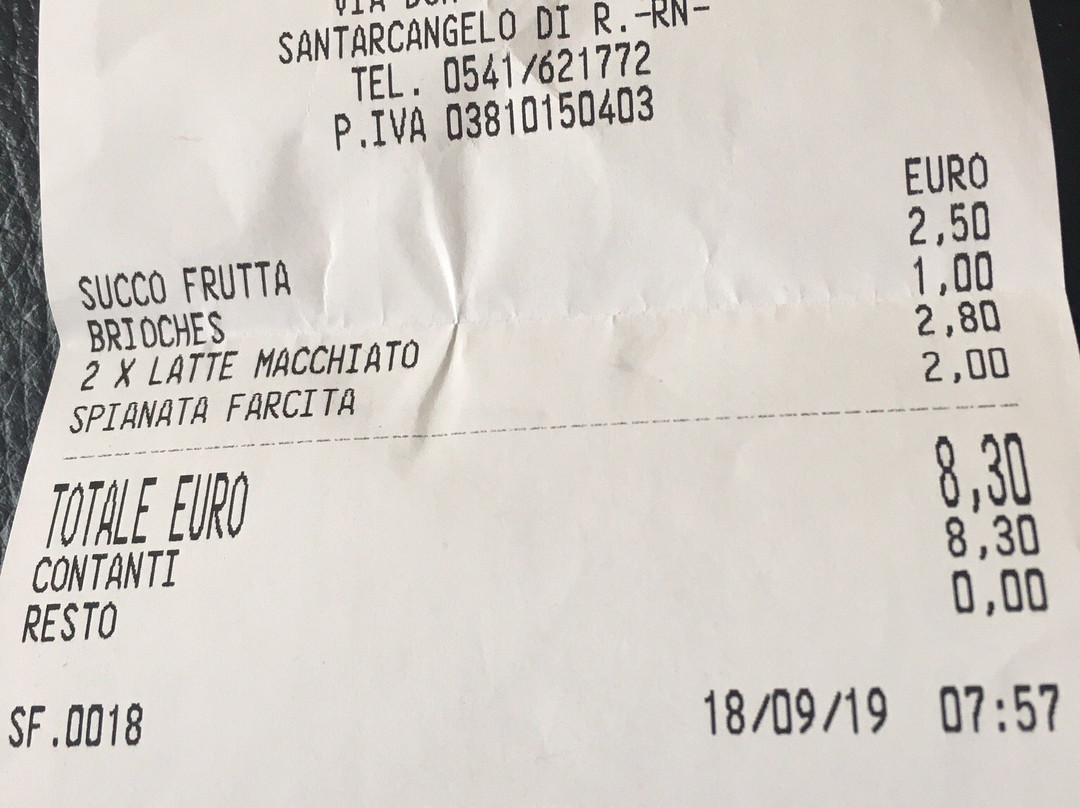 VIA
SANTARCANGELO DI R.-RN-
TEL. 0541/621772
P.IVA 03810150403
EURO
SUCCO FRUTTA 2,50
BRIOCHES 1,00
2 X LATTE MACCHIATO 2,80
SPIANATA FARCITA 2,00
TOTALE EURO 8,30
CONTANTI 8,30
RESTO 0,00
SF.0018 18/09/19 07:57